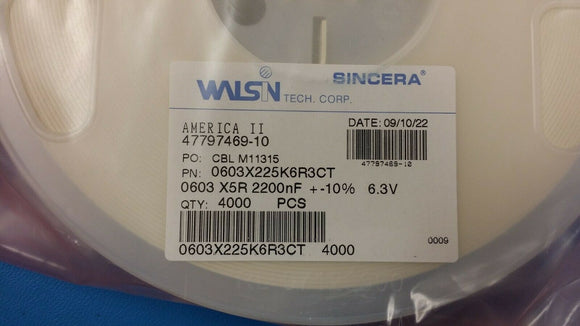 WALSIN TECH. CORP. SINCERA®
AMERICA II
47797469-10
DATE: 09/10/22
47797469-10
PO: CBL M11315
PN: 0603X225K6R3CT
0603 X5R 2200nF +-10% 6.3V
QTY: 4000 PCS
0009
0603X225K6R3CT 4000